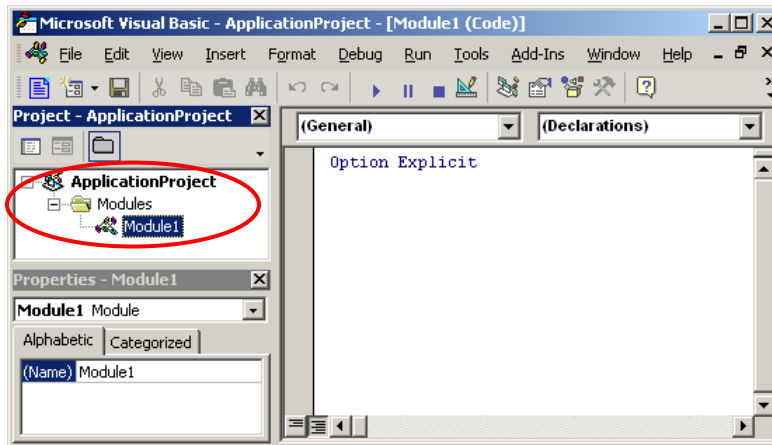 Microsoft Visual Basic - ApplicationProject - [Module1 (Code)]
File Edit View Insert Format Debug Run Tools Add-Ins Window Help
Project - ApplicationProject
ApplicationProject
Modules
Module1
Properties - Module1
Module1 Module
Alphabetic Categorized
(Name) Module1
(General) (Declarations)
Option Explicit